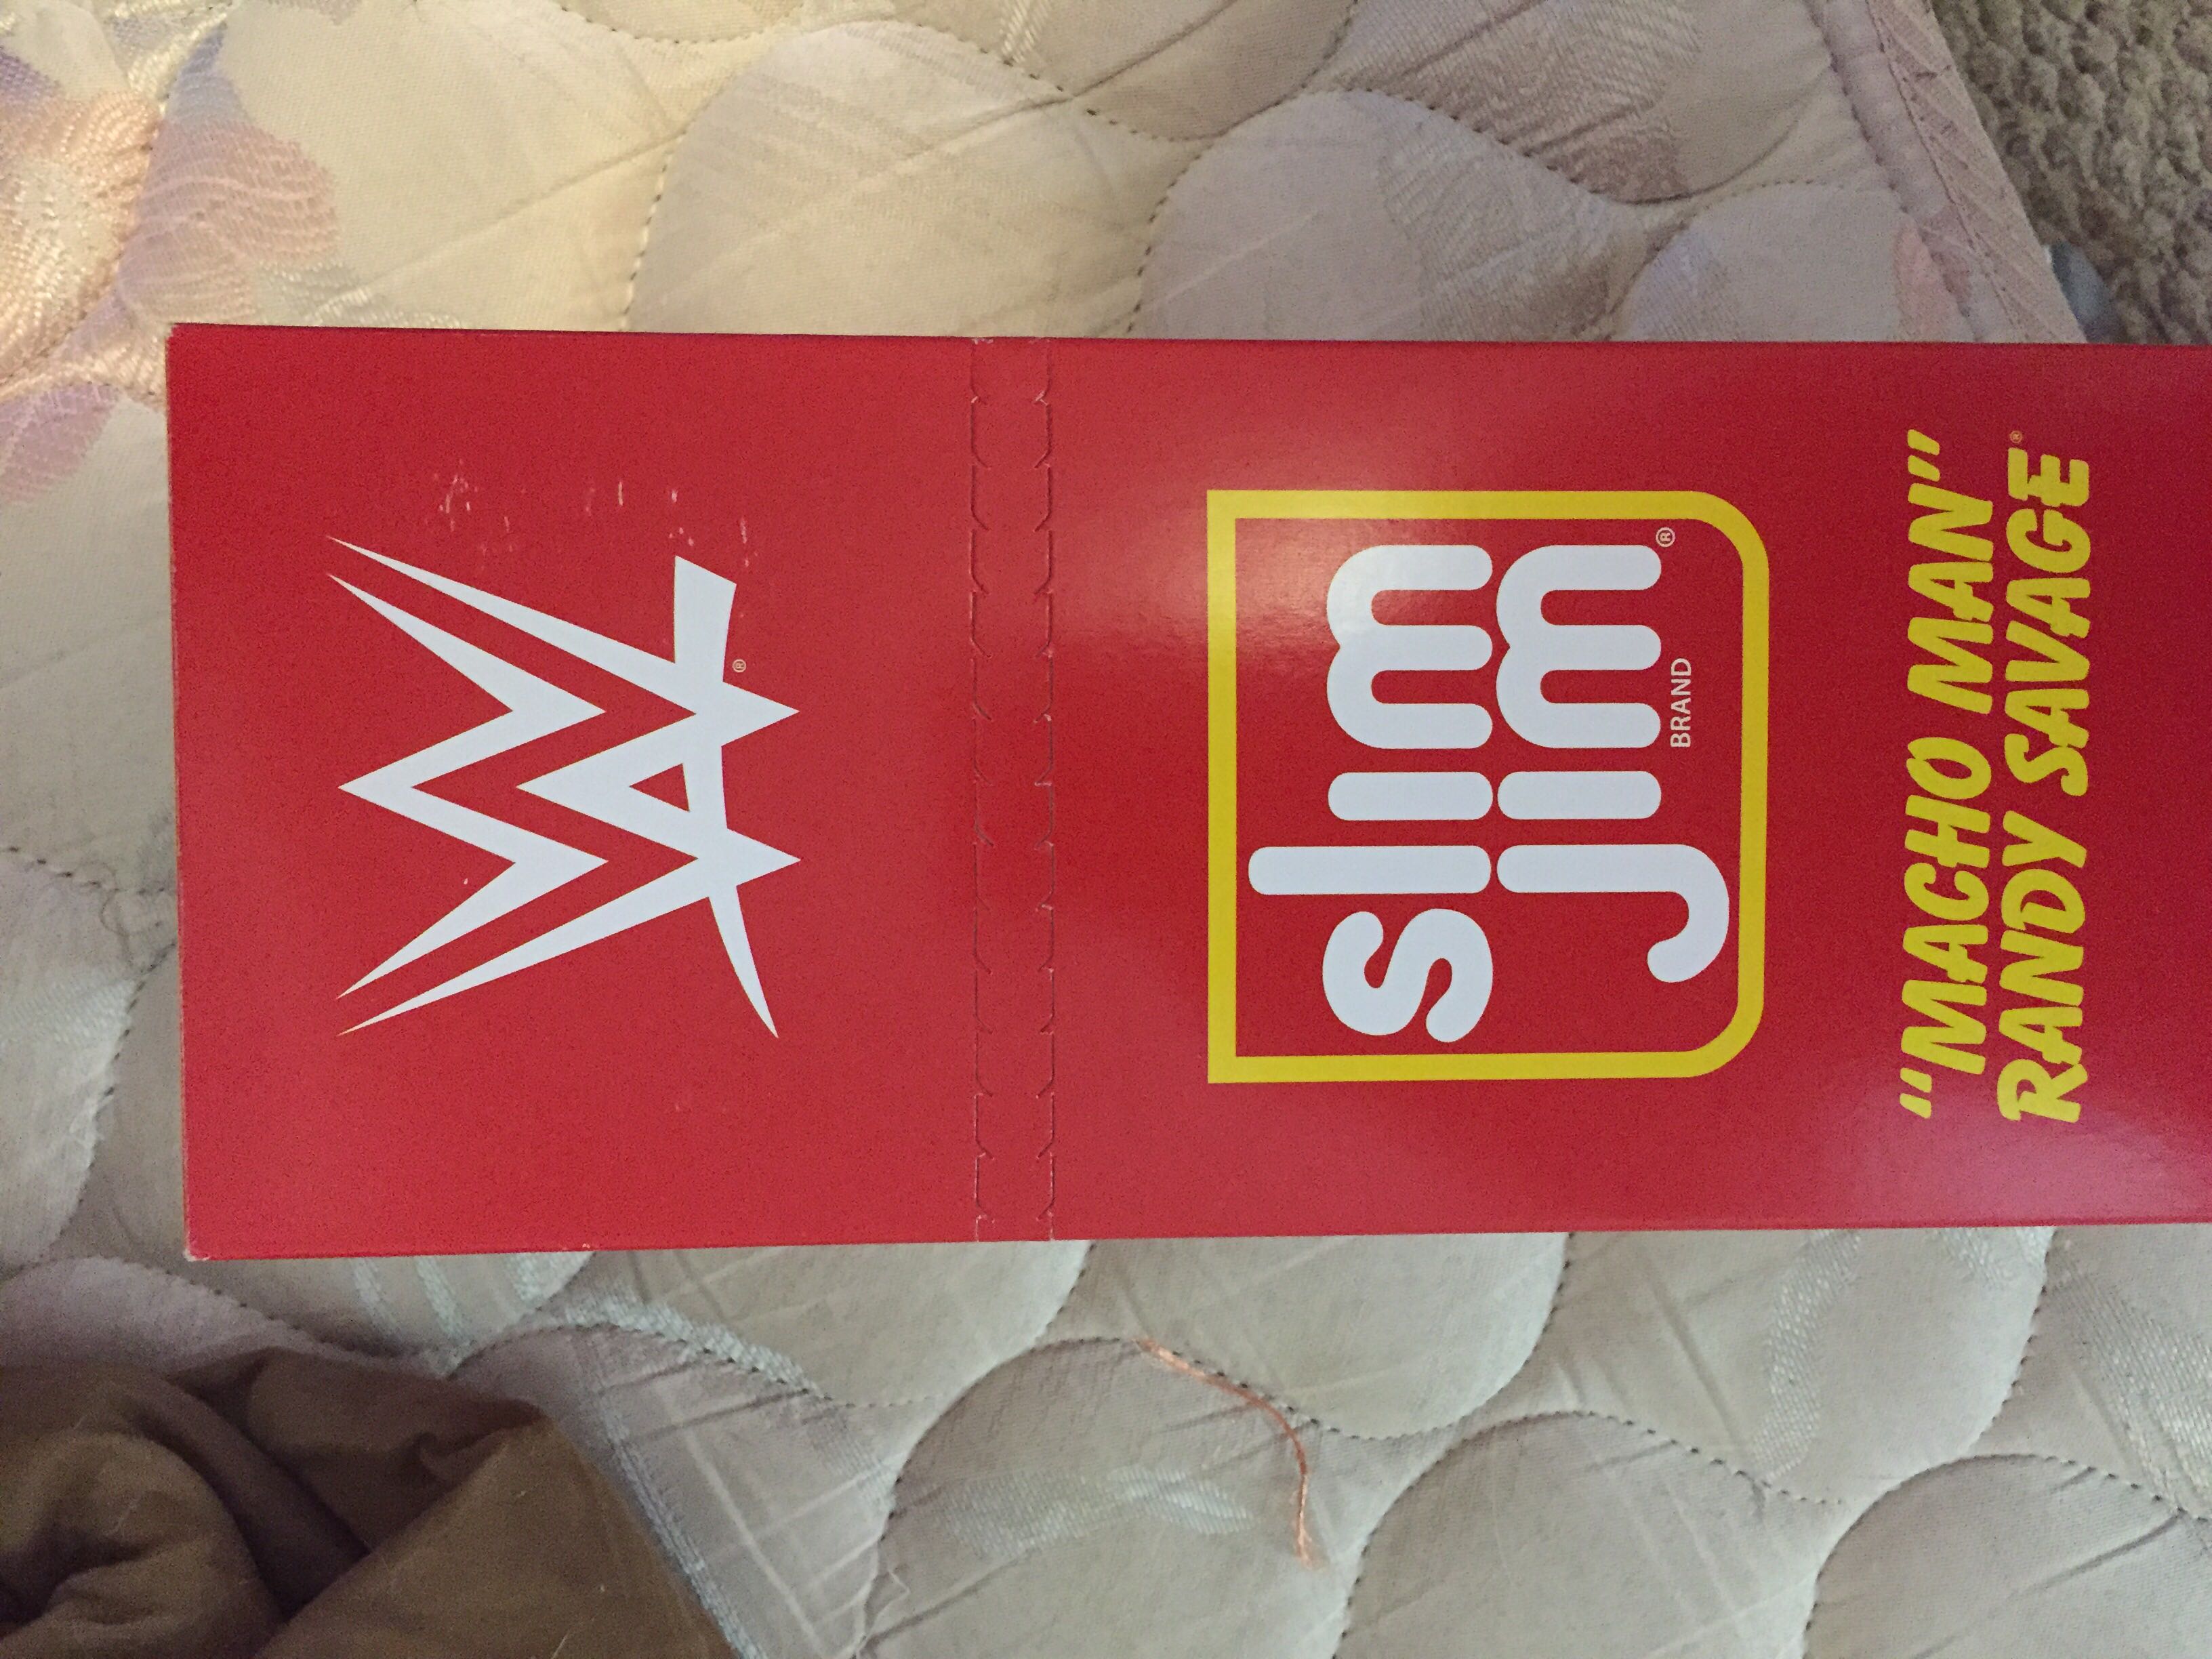 W
®
slim
jim®
BRAND
"MACHO MAN"
RANDY SAVAGE®